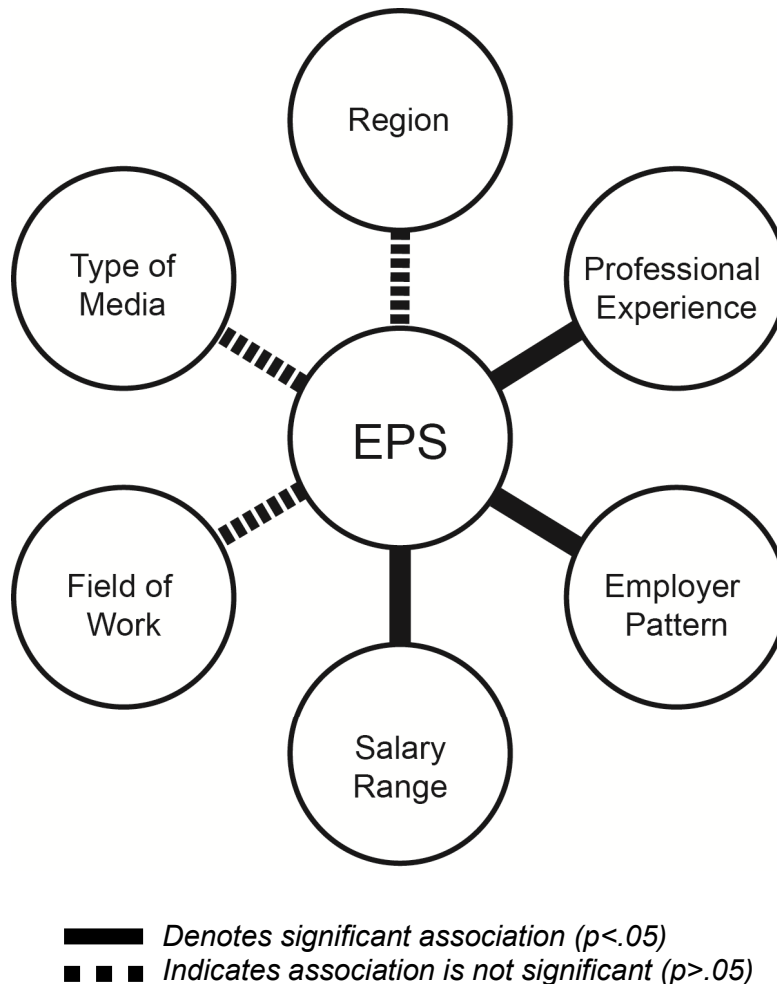 Region
Type of
Media
Professional
Experience
EPS
Field of
Work
Employer
Pattern
Salary
Range
Denotes significant association (p<.05)
Indicates association is not significant (p>.05)